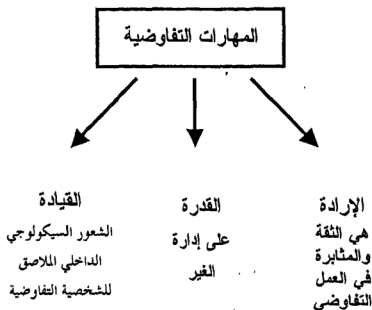 المهارات التفاوضية
الإرادة
هي الثقة
والمثابرة
في العمل
التفاوضي
القدرة
على إدارة
الغير
القيادة
الشعور السيكولوجي
الداخلي الملاصق
للشخصية التفاوضية